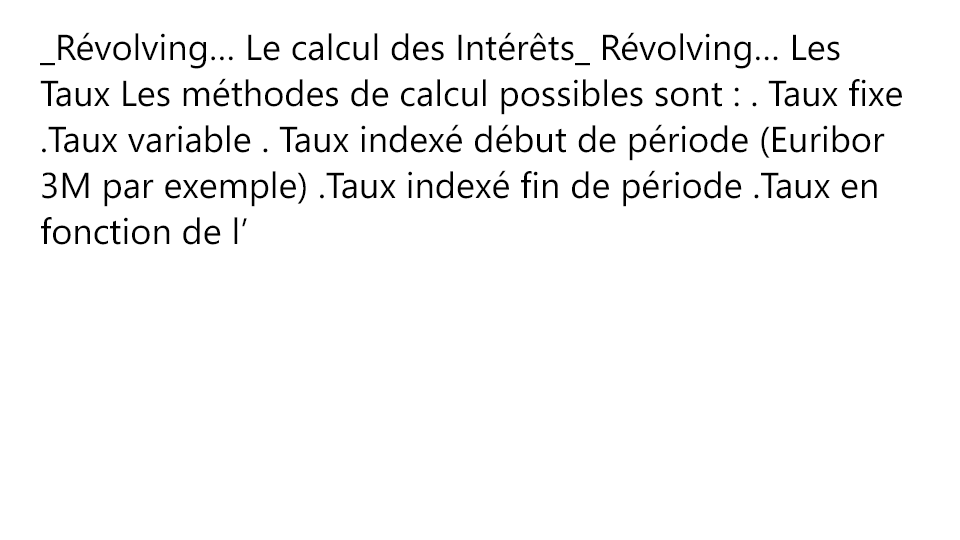 _Révolving… Le calcul des Intérêts_ Révolving… Les
Taux Les méthodes de calcul possibles sont : . Taux fixe
.Taux variable . Taux indexé début de période (Euribor
3M par exemple) .Taux indexé fin de période .Taux en
fonction de l’